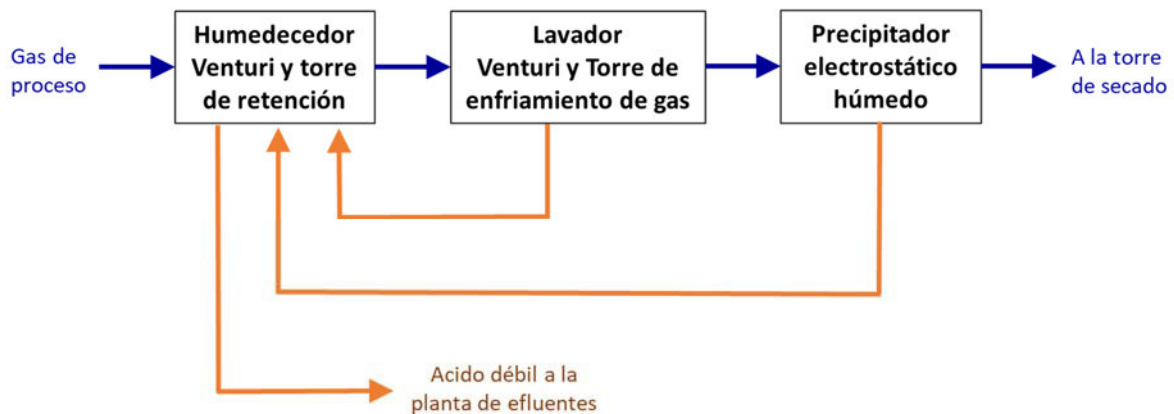 Gas de
proceso
Humedecedor
Venturi y torre
de retención
Lavador
Venturi y Torre de
enfriamiento de gas
Precipitador
electrostático
húmedo
A la torre
de secado
Acido débil a la
planta de efluentes